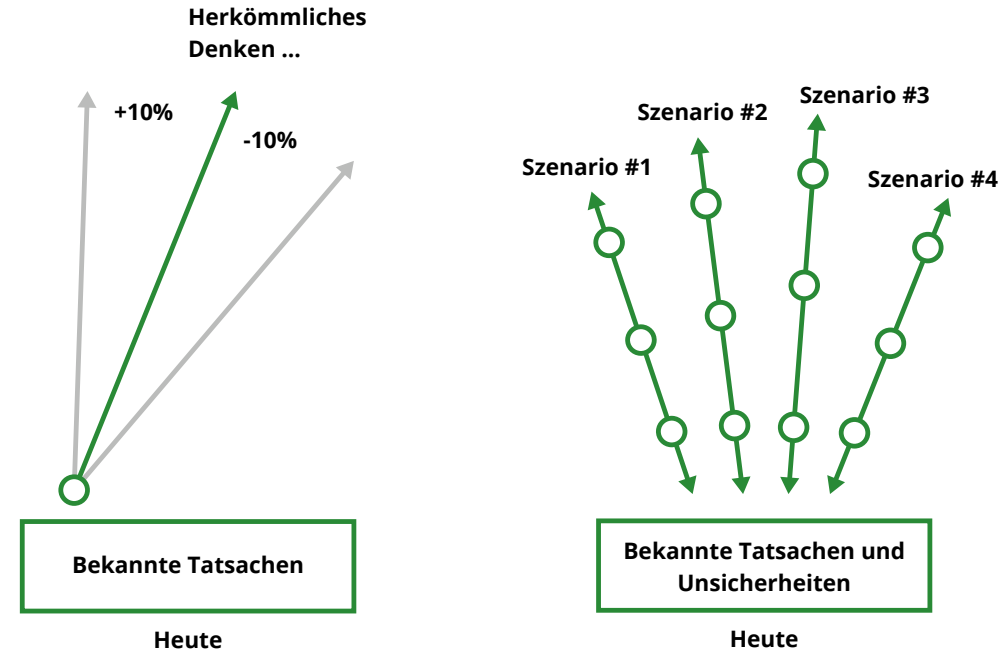 Herkömmliches
Denken ...
+10%
-10%
Bekannte Tatsachen
Heute
Szenario #1
Szenario #2
Szenario #3
Szenario #4
Bekannte Tatsachen und
Unsicherheiten
Heute